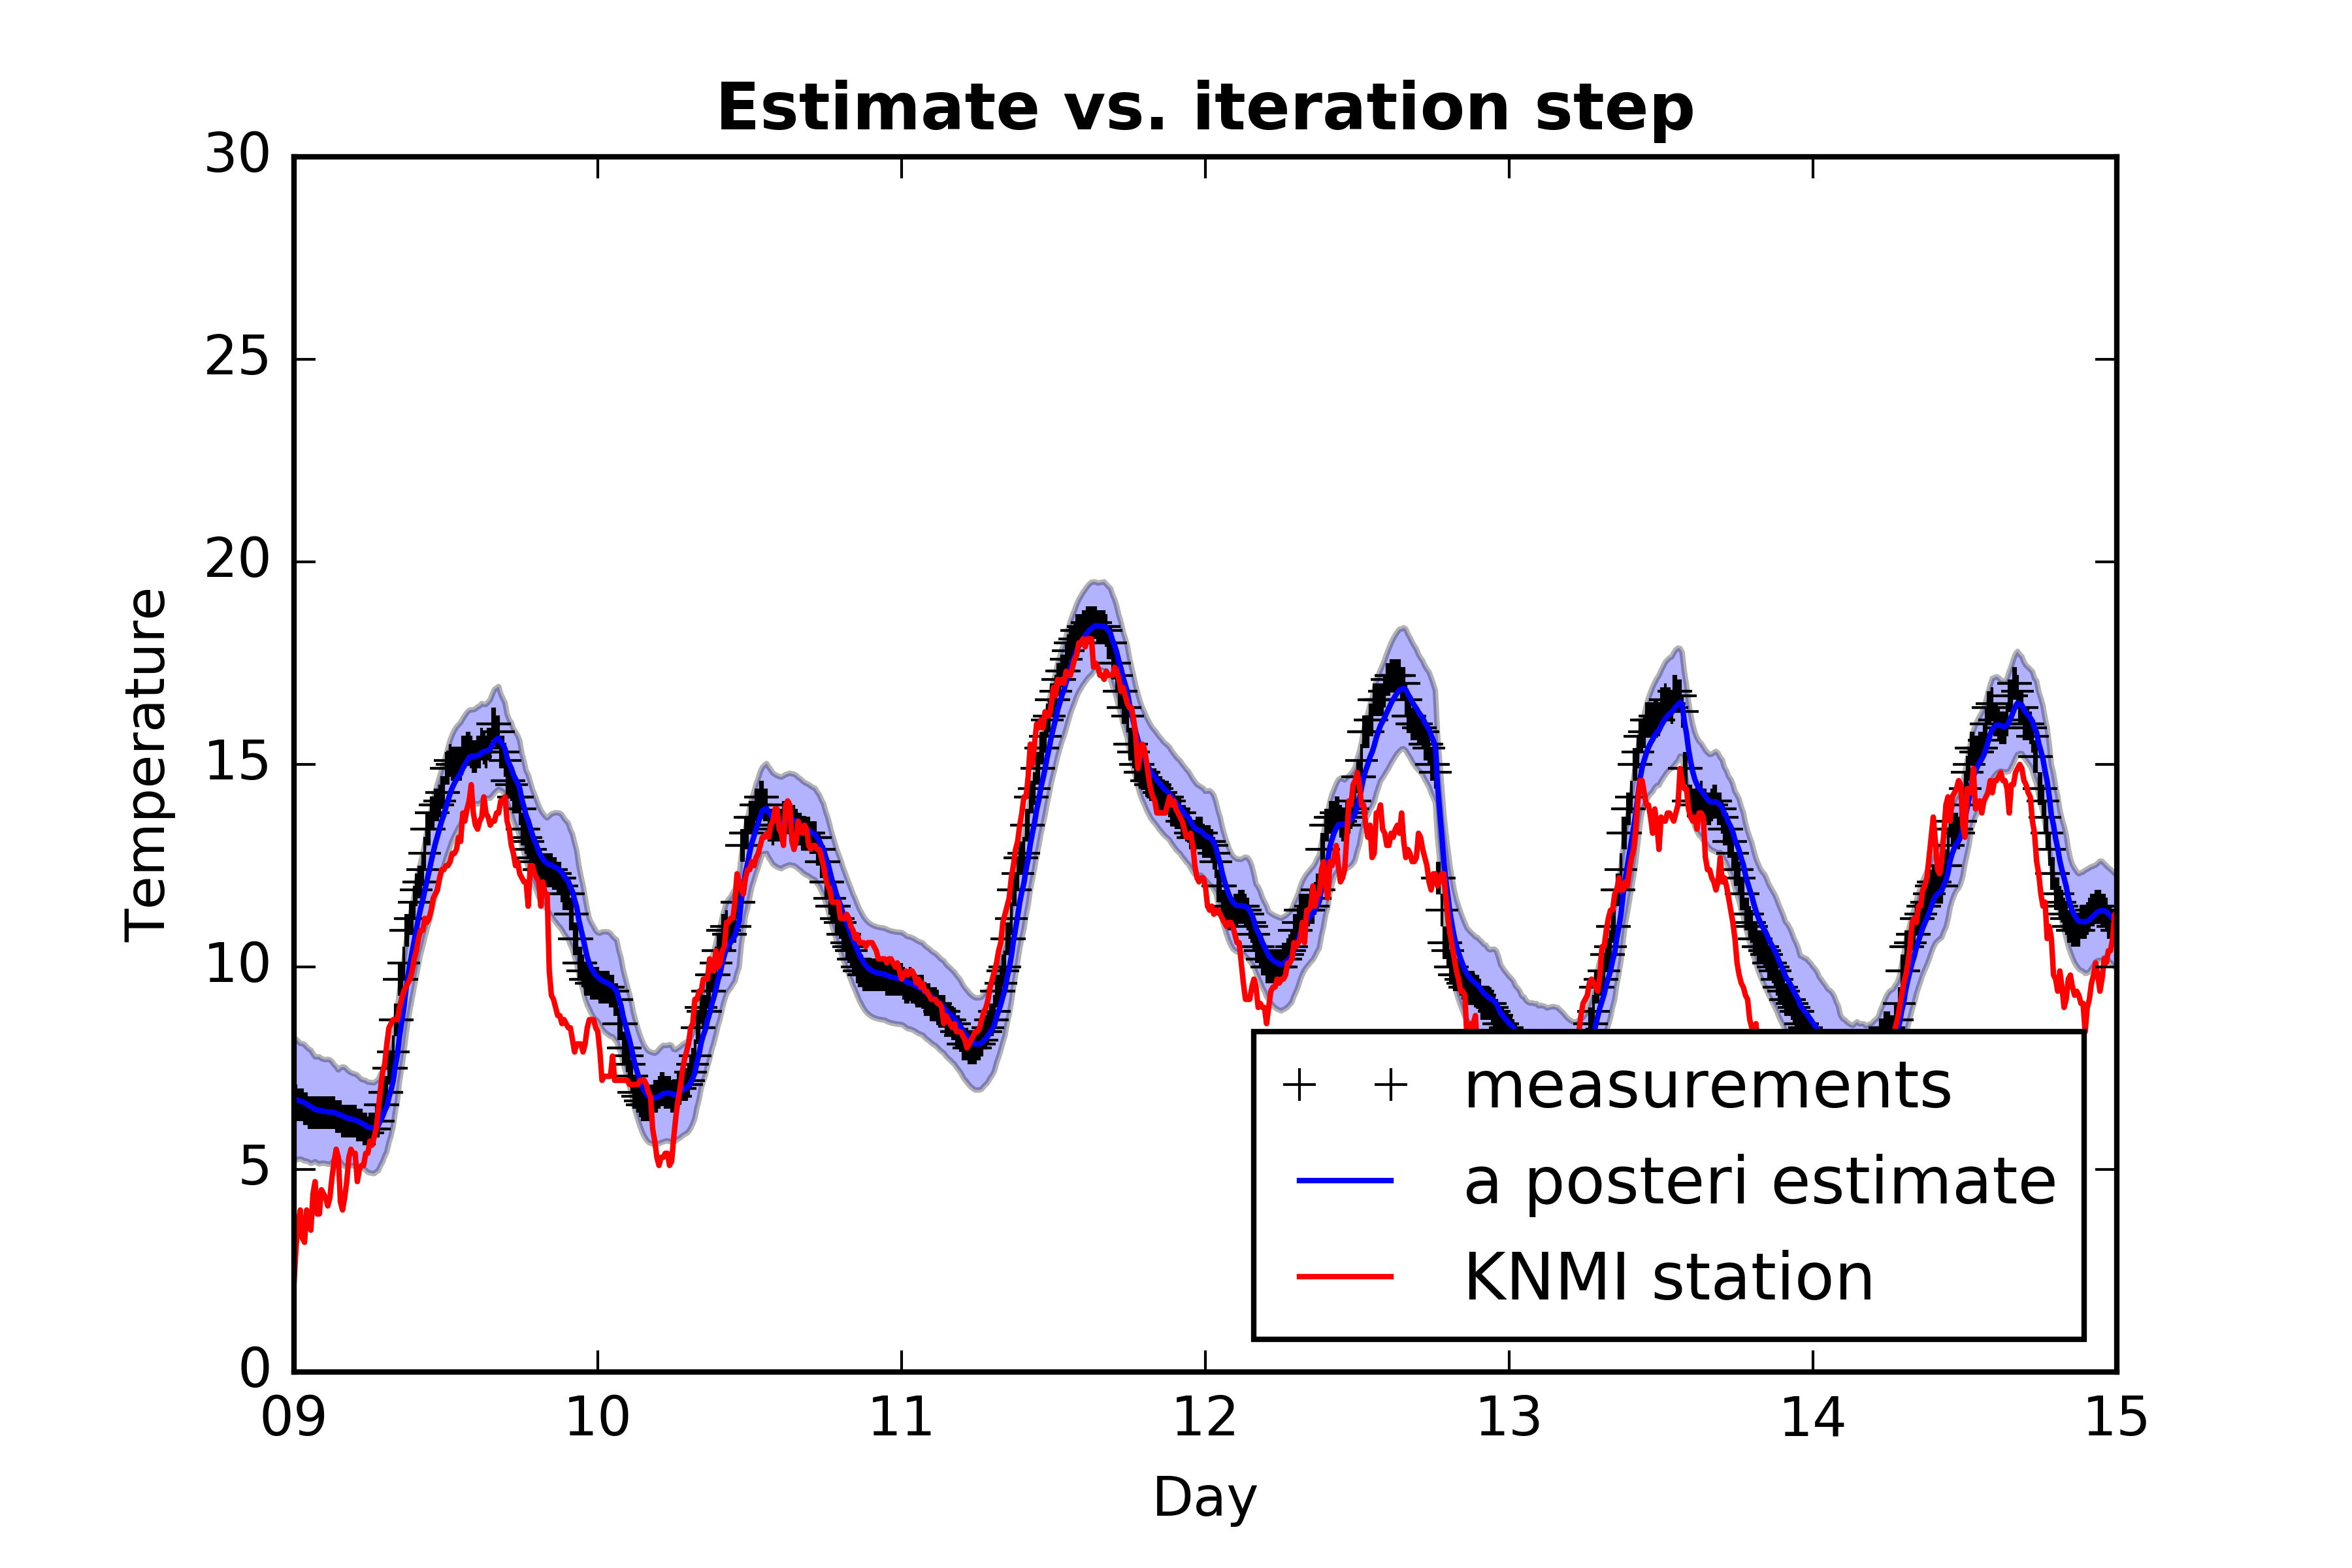 Estimate vs. iteration step
30
25
20
15
10
5
0
Temperature
09 10 11 12 13 14 15
Day
measurements
a posteri estimate
KNMI station